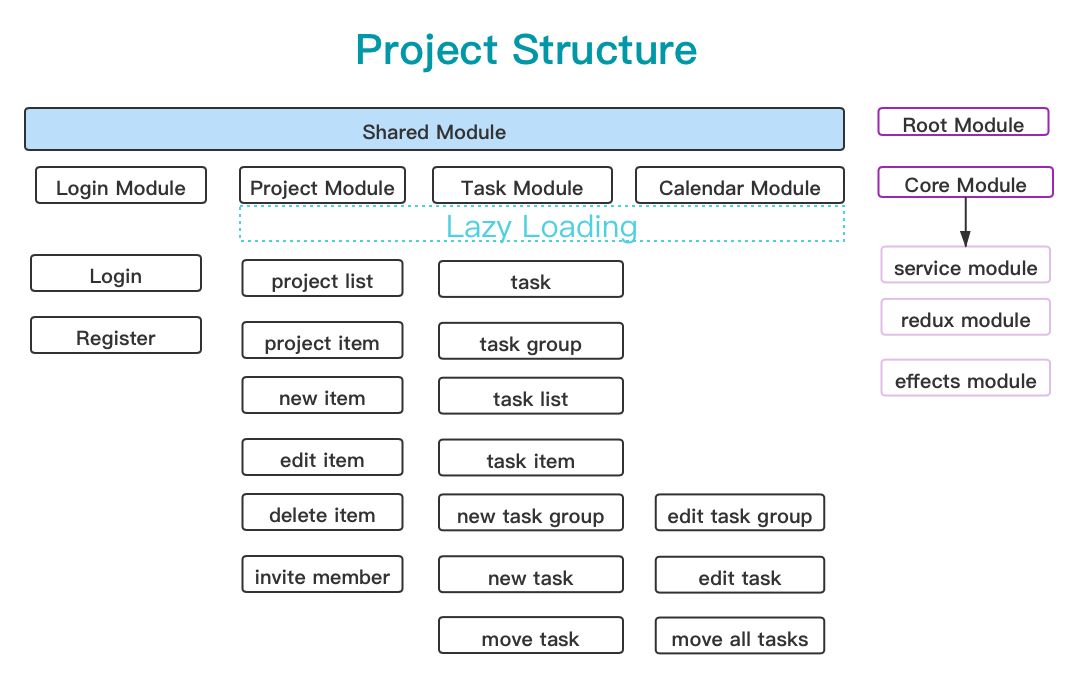 Project Structure
Shared Module
Root Module
Login Module
Project Module
Task Module
Calendar Module
Core Module
Lazy Loading
Login
project list
task
service module
Register
project item
task group
redux module
new item
task list
effects module
edit item
task item
delete item
new task group
edit task group
invite member
new task
edit task
move task
move all tasks